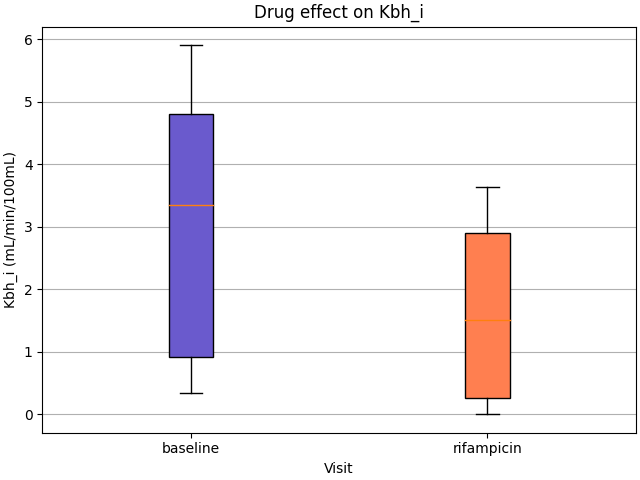 Drug effect on Kbh_i
Kbh_i (mL/min/100mL)
6
5
4
3
2
1
0
baseline
rifampicin
Visit